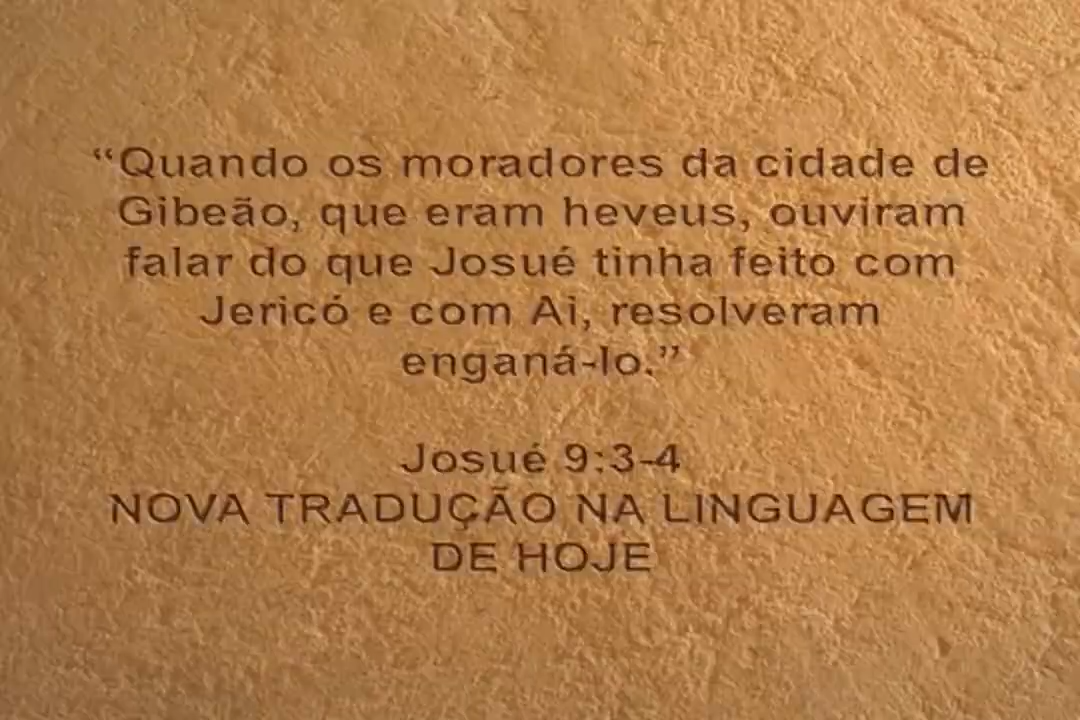 “Quando os moradores da cidade de
Gibeão, que eram heveus, ouviram
falar do que Josué tinha feito com
Jericó e com Ai, resolveram
enganá-lo.”
Josué 9:3-4
NOVA TRADUÇÃO NA LINGUAGEM
DE HOJE